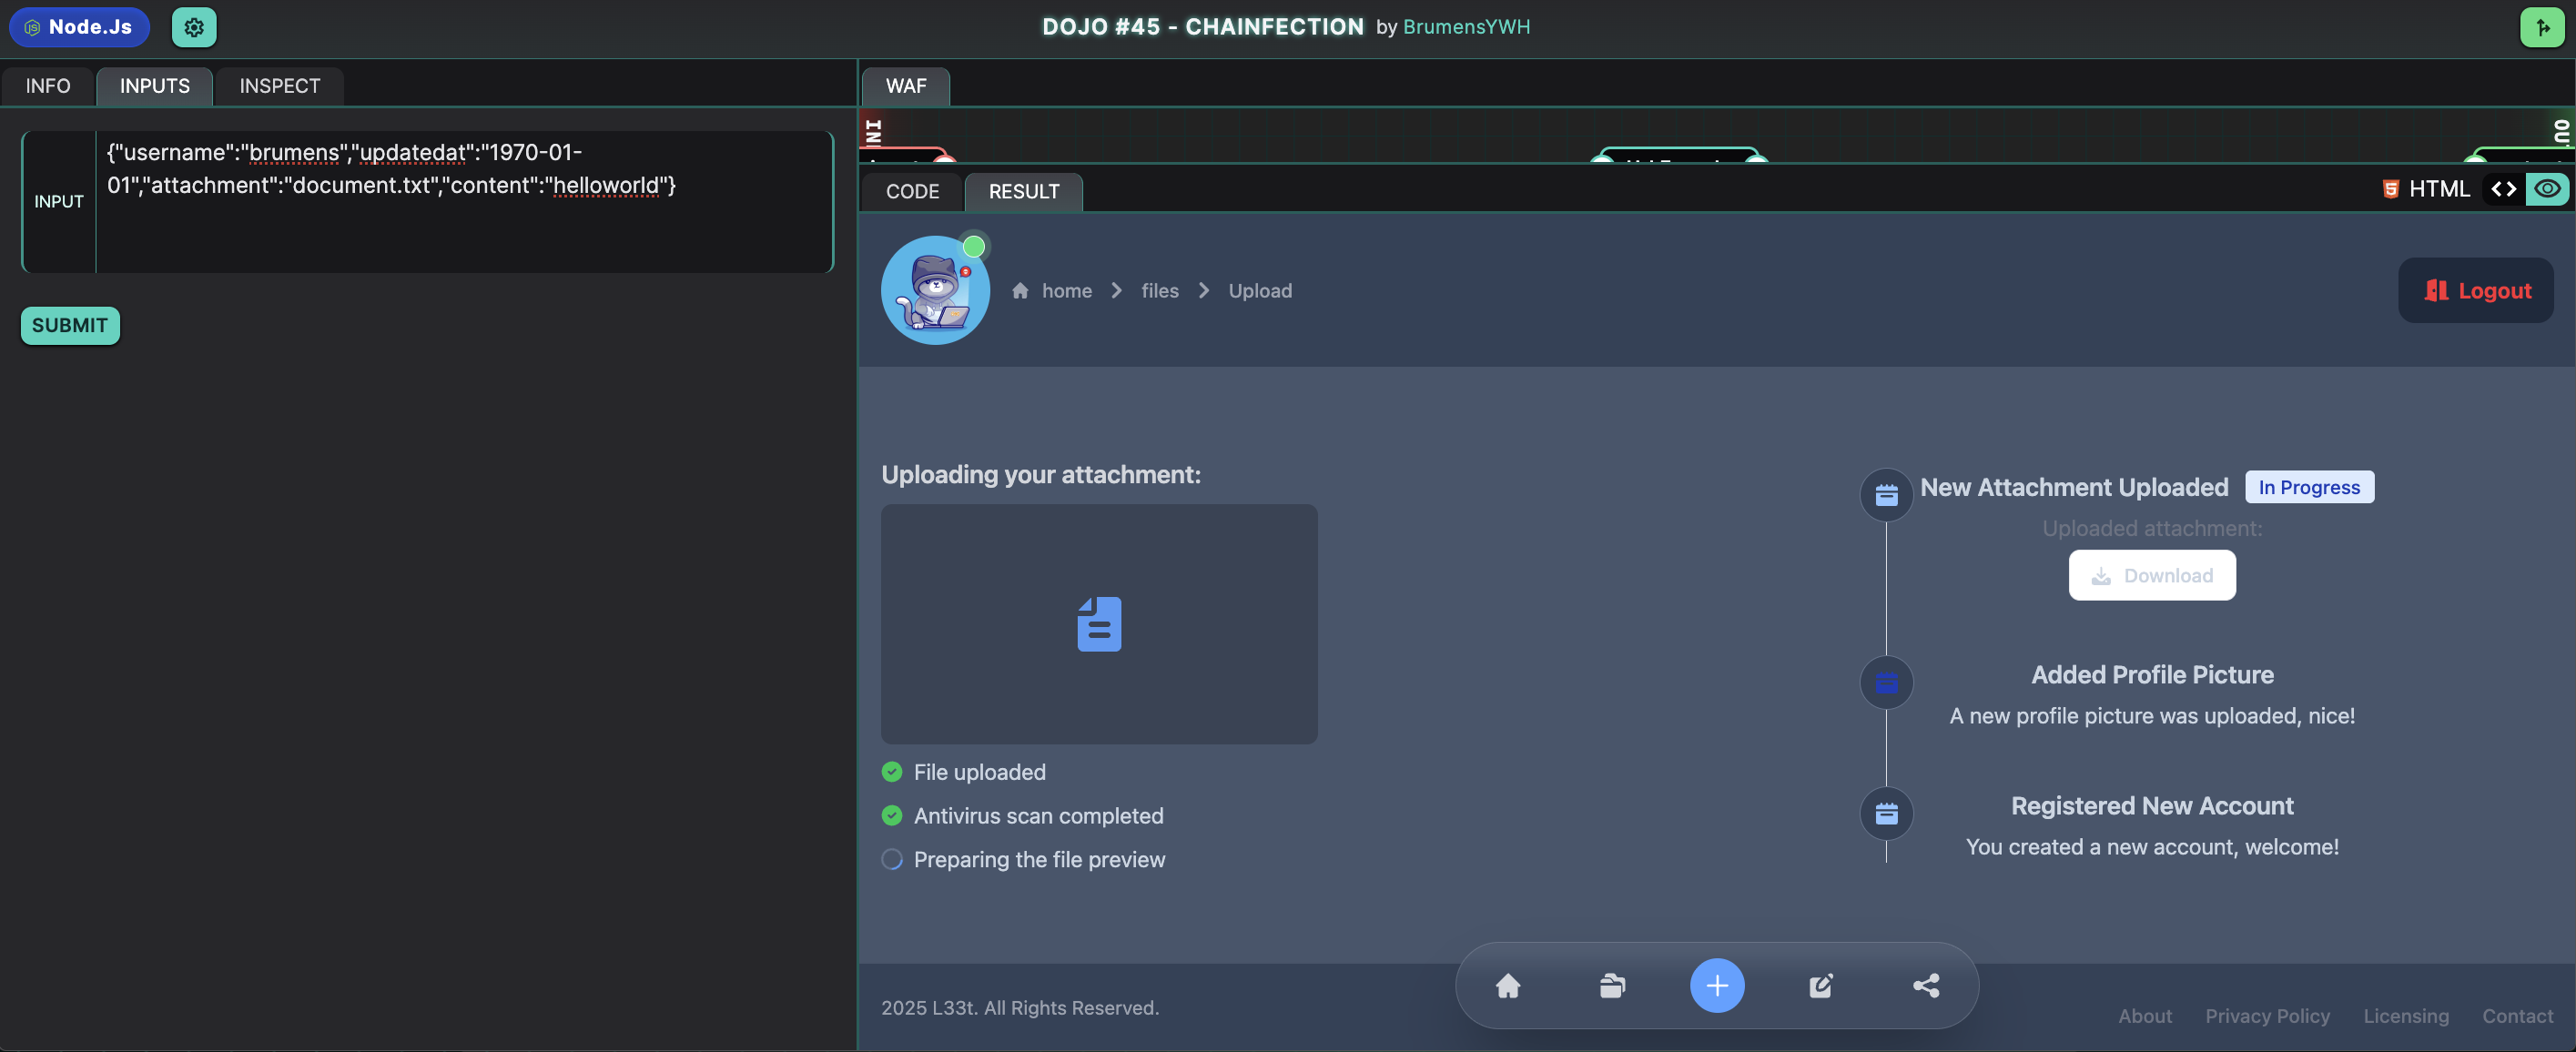 Node.Js
DOJO #45 - CHAINFECTION by BrumensYWH
INFO INPUTS INSPECT
WAF
INPUT
{"username":"brumens","updatedat":"1970-01-
01","attachment":"document.txt","content":"helloworld"}
SUBMIT
CODE RESULT
HTML
home files Upload
Logout
Uploading your attachment:
File uploaded
Antivirus scan completed
Preparing the file preview
New Attachment Uploaded In Progress
Uploaded attachment:
Download
Added Profile Picture
A new profile picture was uploaded, nice!
Registered New Account
You created a new account, welcome!
2025 L33t. All Rights Reserved.
About Privacy Policy Licensing Contact